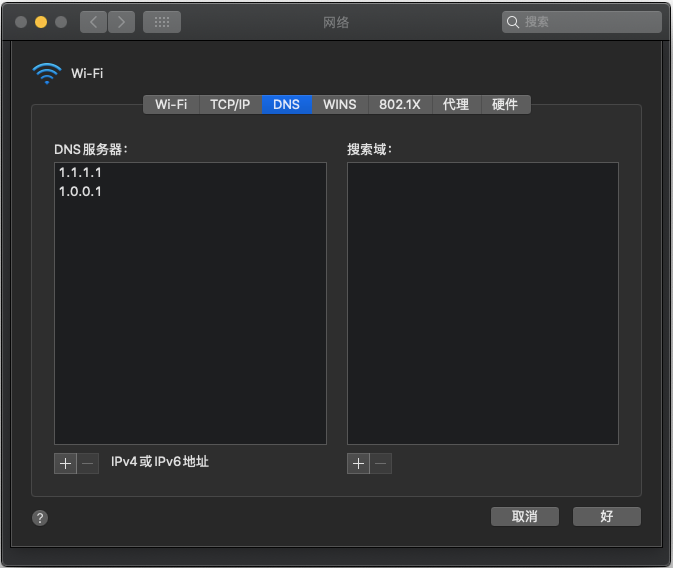 网络
搜索
Wi-Fi
Wi-Fi TCP/IP DNS WINS 802.1X 代理 硬件
DNS 服务器： 搜索域：
1.1.1.1
1.0.0.1
+ − IPv4 或 IPv6 地址 + −
? 取消 好